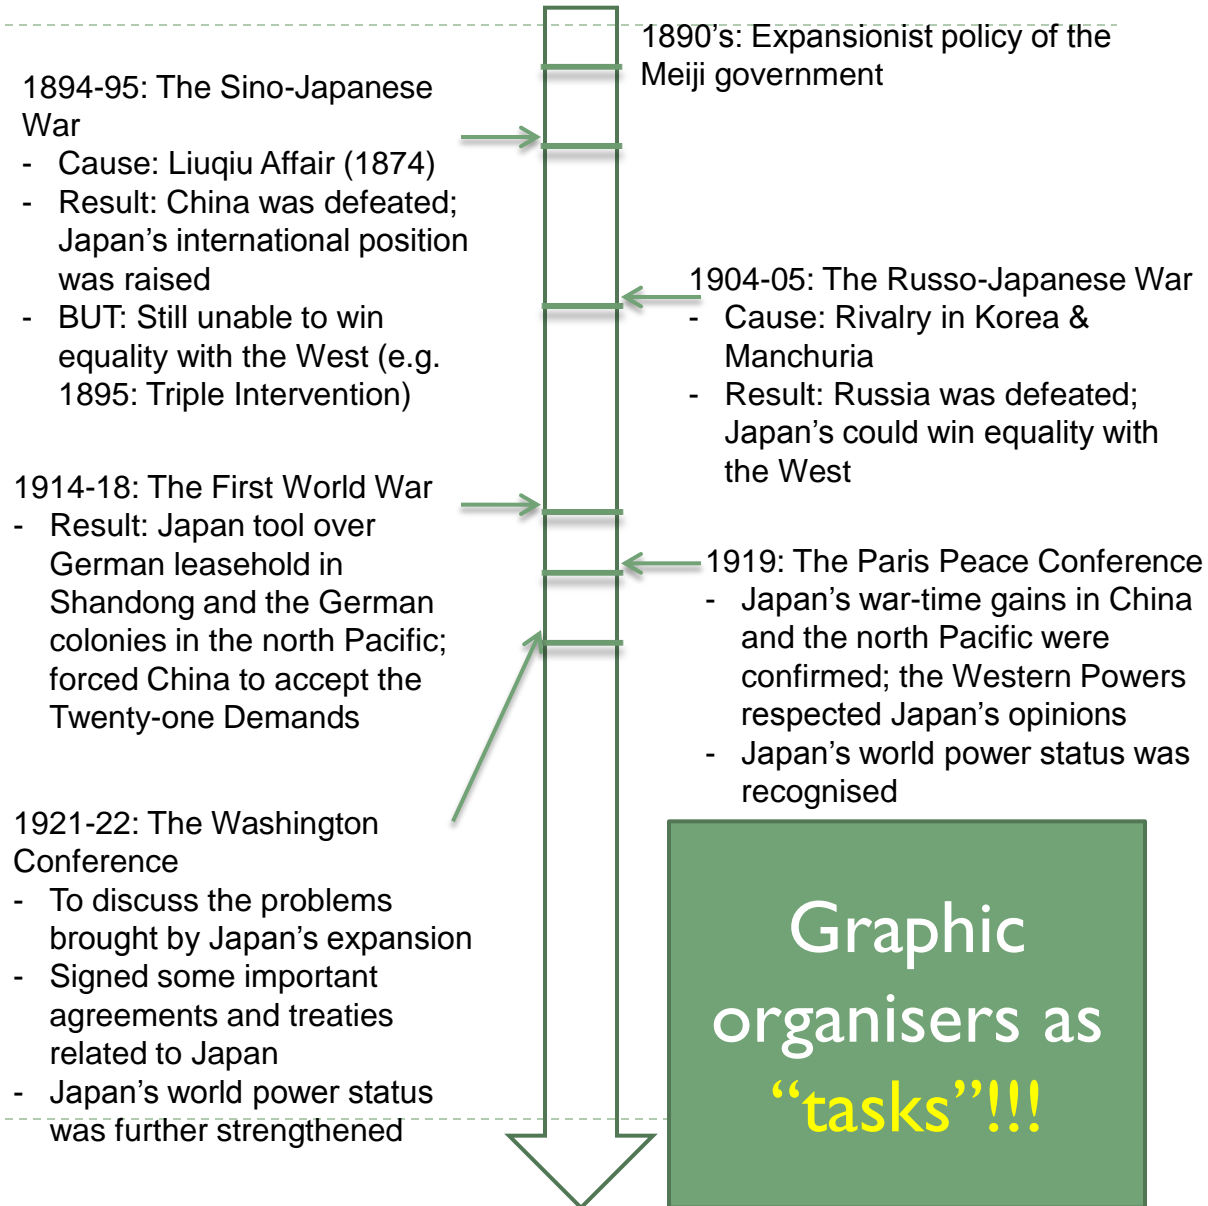 1890’s: Expansionist policy of the
Meiji government
1894-95: The Sino-Japanese
War
- Cause: Liuqiu Affair (1874)
- Result: China was defeated;
Japan’s international position
was raised
- BUT: Still unable to win
equality with the West (e.g.
1895: Triple Intervention)
1904-05: The Russo-Japanese War
- Cause: Rivalry in Korea &
Manchuria
- Result: Russia was defeated;
Japan’s could win equality with
the West
1914-18: The First World War
- Result: Japan tool over
German leasehold in
Shandong and the German
colonies in the north Pacific;
forced China to accept the
Twenty-one Demands
1919: The Paris Peace Conference
- Japan’s war-time gains in China
and the north Pacific were
confirmed; the Western Powers
respected Japan’s opinions
- Japan’s world power status was
recognised
1921-22: The Washington
Conference
- To discuss the problems
brought by Japan’s expansion
- Signed some important
agreements and treaties
related to Japan
- Japan’s world power status
was further strengthened
Graphic
organisers as
“tasks”!!!